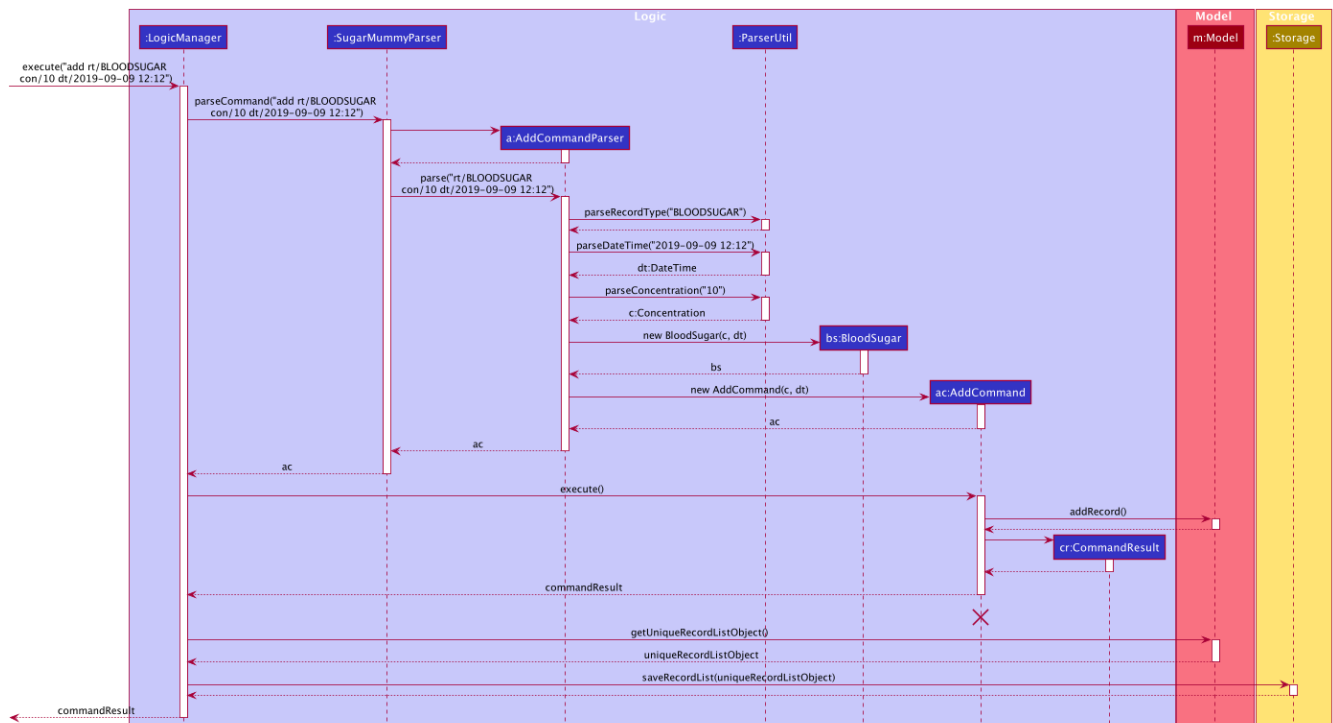 Logic
Model
Storage
:LogicManager
:SugarMummyParser
:ParserUtil
m:Model
:Storage
execute("add rt/BLOODSUGAR
con/10 dt/2019-09-09 12:12")
parseCommand("add rt/BLOODSUGAR
con/10 dt/2019-09-09 12:12")
a:AddCommandParser
parse("rt/BLOODSUGAR
con/10 dt/2019-09-09 12:12")
parseRecordType("BLOODSUGAR")
parseDateTime("2019-09-09 12:12")
dt:DateTime
parseConcentration("10")
c:Concentration
new BloodSugar(c, dt)
bs:BloodSugar
bs
new AddCommand(c, dt)
ac:AddCommand
ac
ac
ac
execute()
addRecord()
cr:CommandResult
commandResult
getUniqueRecordListObject()
uniqueRecordListObject
saveRecordList(uniqueRecordListObject)
commandResult